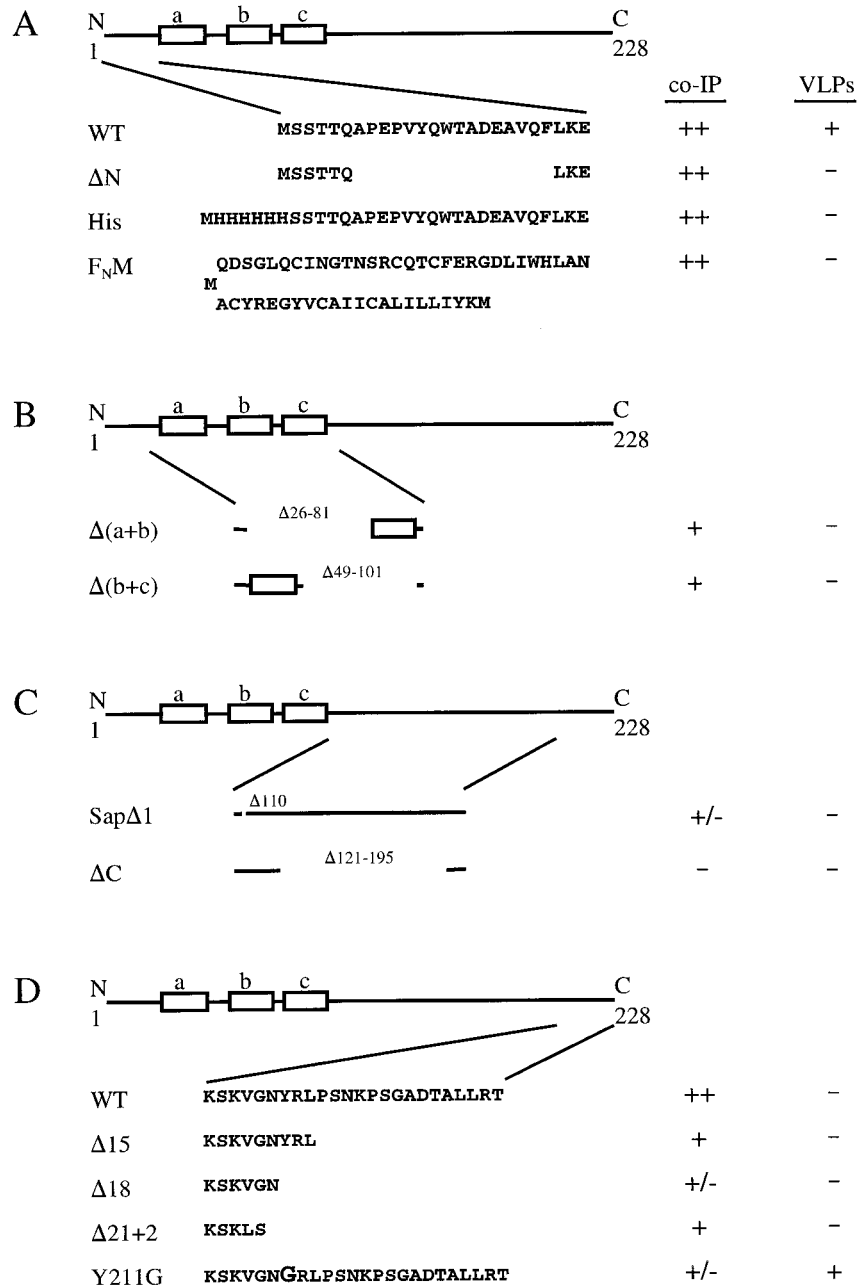 A N a b c C
1 228
co-IP VLPs
WT MSSTTQAPEPVYQWTADEAVQFLKE ++ +
ΔN MSSTTQ LKE ++ −
His MHHHHHHSSTTQAPEPVYQWTADEAVQFLKE ++ −
FNM QDSGLQCINGTNSRCQTCFERGDLIWHLAN ++ −
M
ACYREGYVCAIICALILLIYKM
B N a b c C
1 228
Δ(a+b) Δ26-81 + −
Δ(b+c) Δ49-101 + −
C N a b c C
1 228
SapΔ1 Δ110 +/- −
ΔC Δ121-195 − −
D N a b c C
1 228
WT KSKVGNYRLPSNKPSGADTALLRT ++ −
Δ15 KSKVGNYRL + −
Δ18 KSKVGN +/- −
Δ21+2 KSKLS + −
Y211G KSKVGNGRLPSNKPSGADTALLRT +/- +